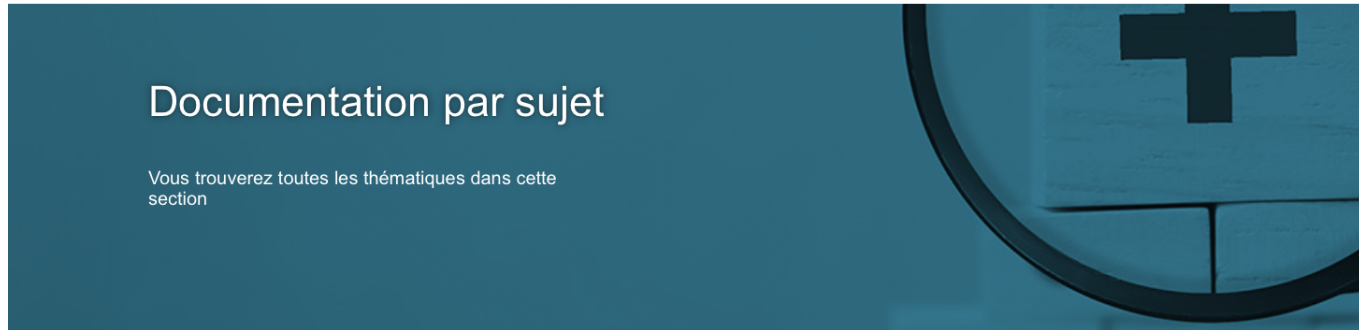 Documentation par sujet
Vous trouverez toutes les thématiques dans cette
section